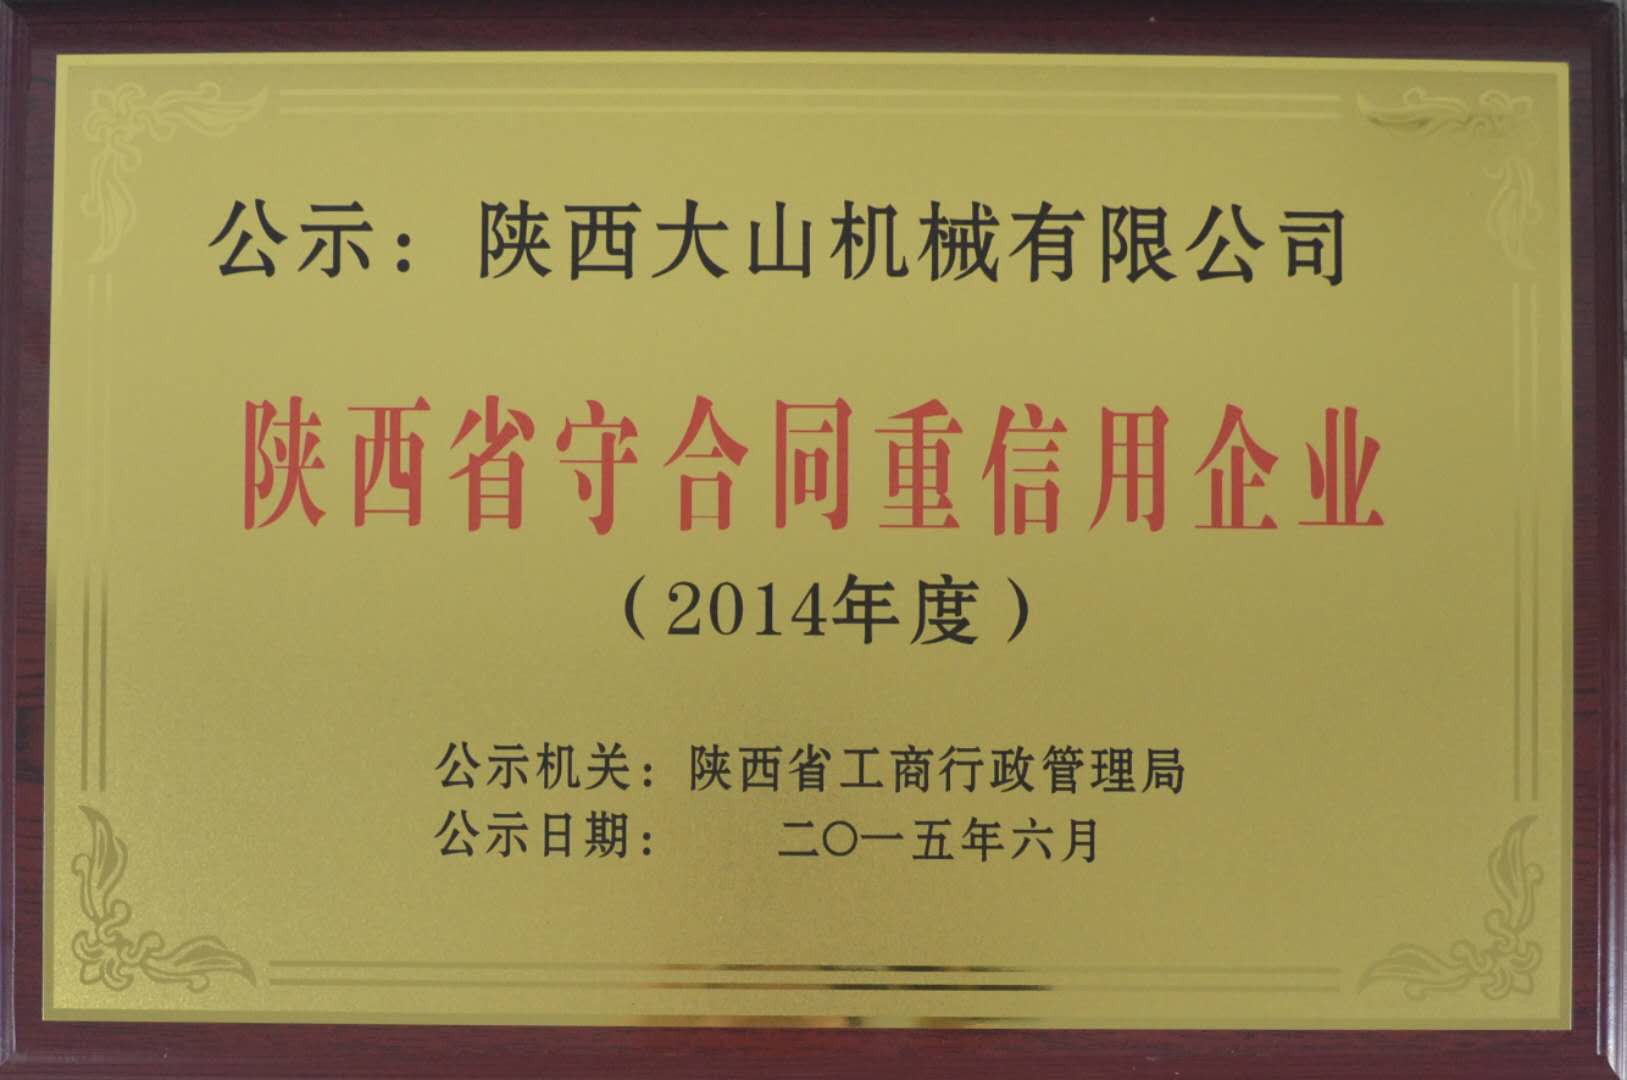 公示：陕西大山机械有限公司
陕西省守合同重信用企业
（2014年度）
公示机关：陕西省工商行政管理局
公示日期： 二〇一五年六月